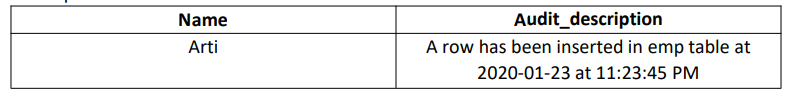 Name Audit_description
Arti A row has been inserted in emp table at
2020-01-23 at 11:23:45 PM